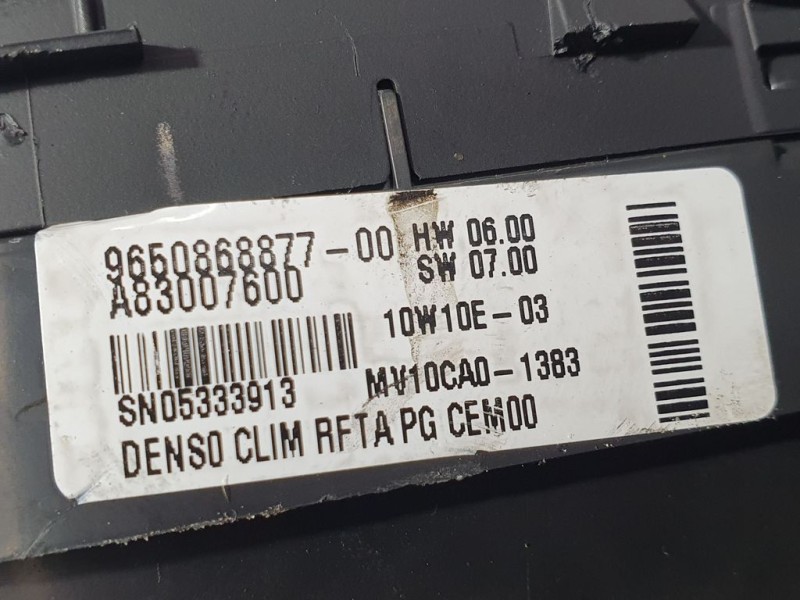 9650868877-00 HW 06.00
A83007600 SW 07.00
10W10E-03
SN05333913 MV10CA0-1383
DENSO CLIM RFTA PG CEM00